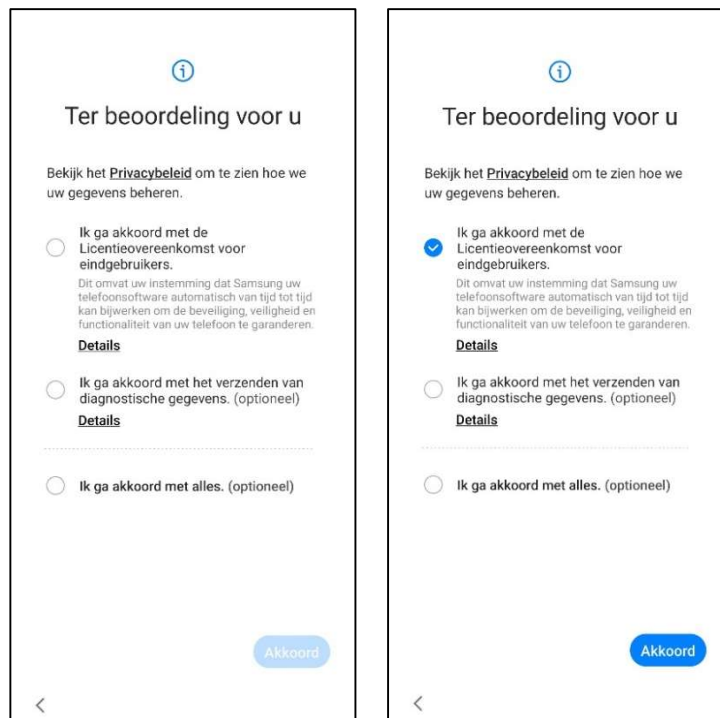 Ter beoordeling voor u
Bekijk het Privacybeleid om te zien hoe we
uw gegevens beheren.
Ik ga akkoord met de
Licentieovereenkomst voor
eindgebruikers.
Dit omvat uw instemming dat Samsung uw
telefoonsoftware automatisch van tijd tot tijd
kan bijwerken om de beveiliging, veiligheid en
functionaliteit van uw telefoon te garanderen.
Details
Ik ga akkoord met het verzenden van
diagnostische gegevens. (optioneel)
Details
Ik ga akkoord met alles. (optioneel)
Akkoord
Ter beoordeling voor u
Bekijk het Privacybeleid om te zien hoe we
uw gegevens beheren.
Ik ga akkoord met de
Licentieovereenkomst voor
eindgebruikers.
Dit omvat uw instemming dat Samsung uw
telefoonsoftware automatisch van tijd tot tijd
kan bijwerken om de beveiliging, veiligheid en
functionaliteit van uw telefoon te garanderen.
Details
Ik ga akkoord met het verzenden van
diagnostische gegevens. (optioneel)
Details
Ik ga akkoord met alles. (optioneel)
Akkoord